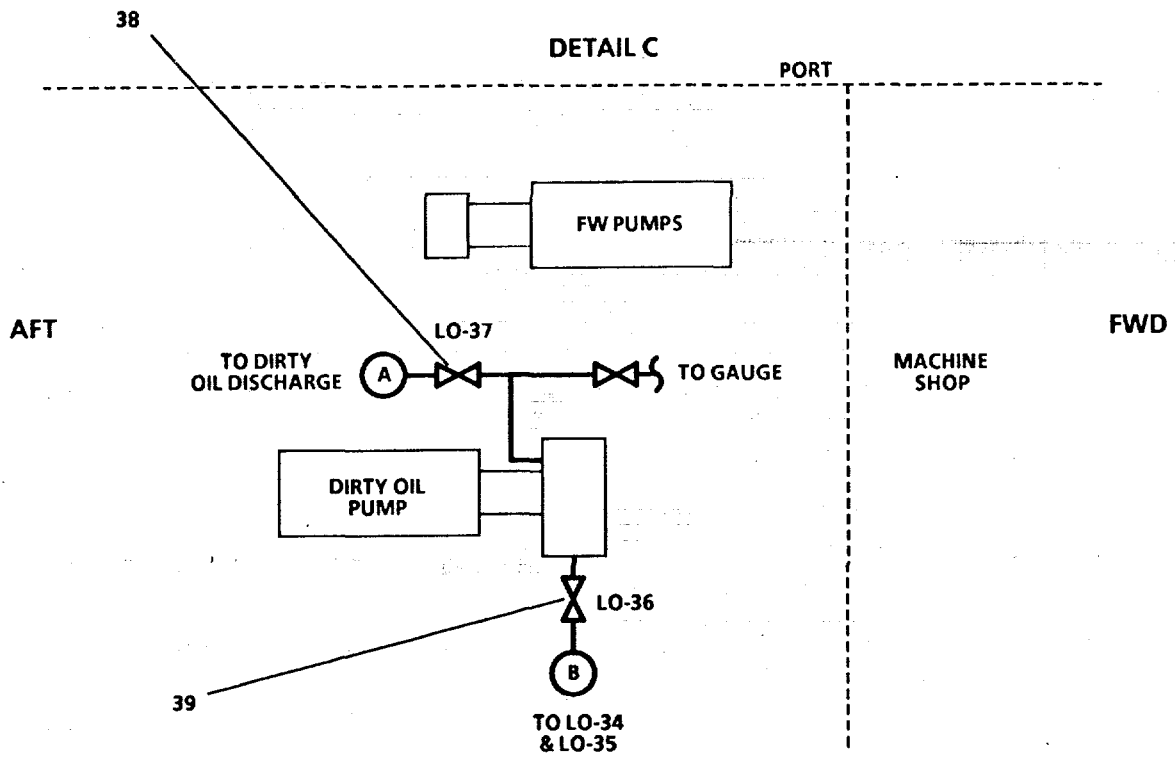 38
DETAIL C
PORT
FW PUMPS
AFT
FWD
LO-37
TO DIRTY
OIL DISCHARGE
A
TO GAUGE
MACHINE
SHOP
DIRTY OIL
PUMP
LO-36
B
39
TO LO-34
& LO-35